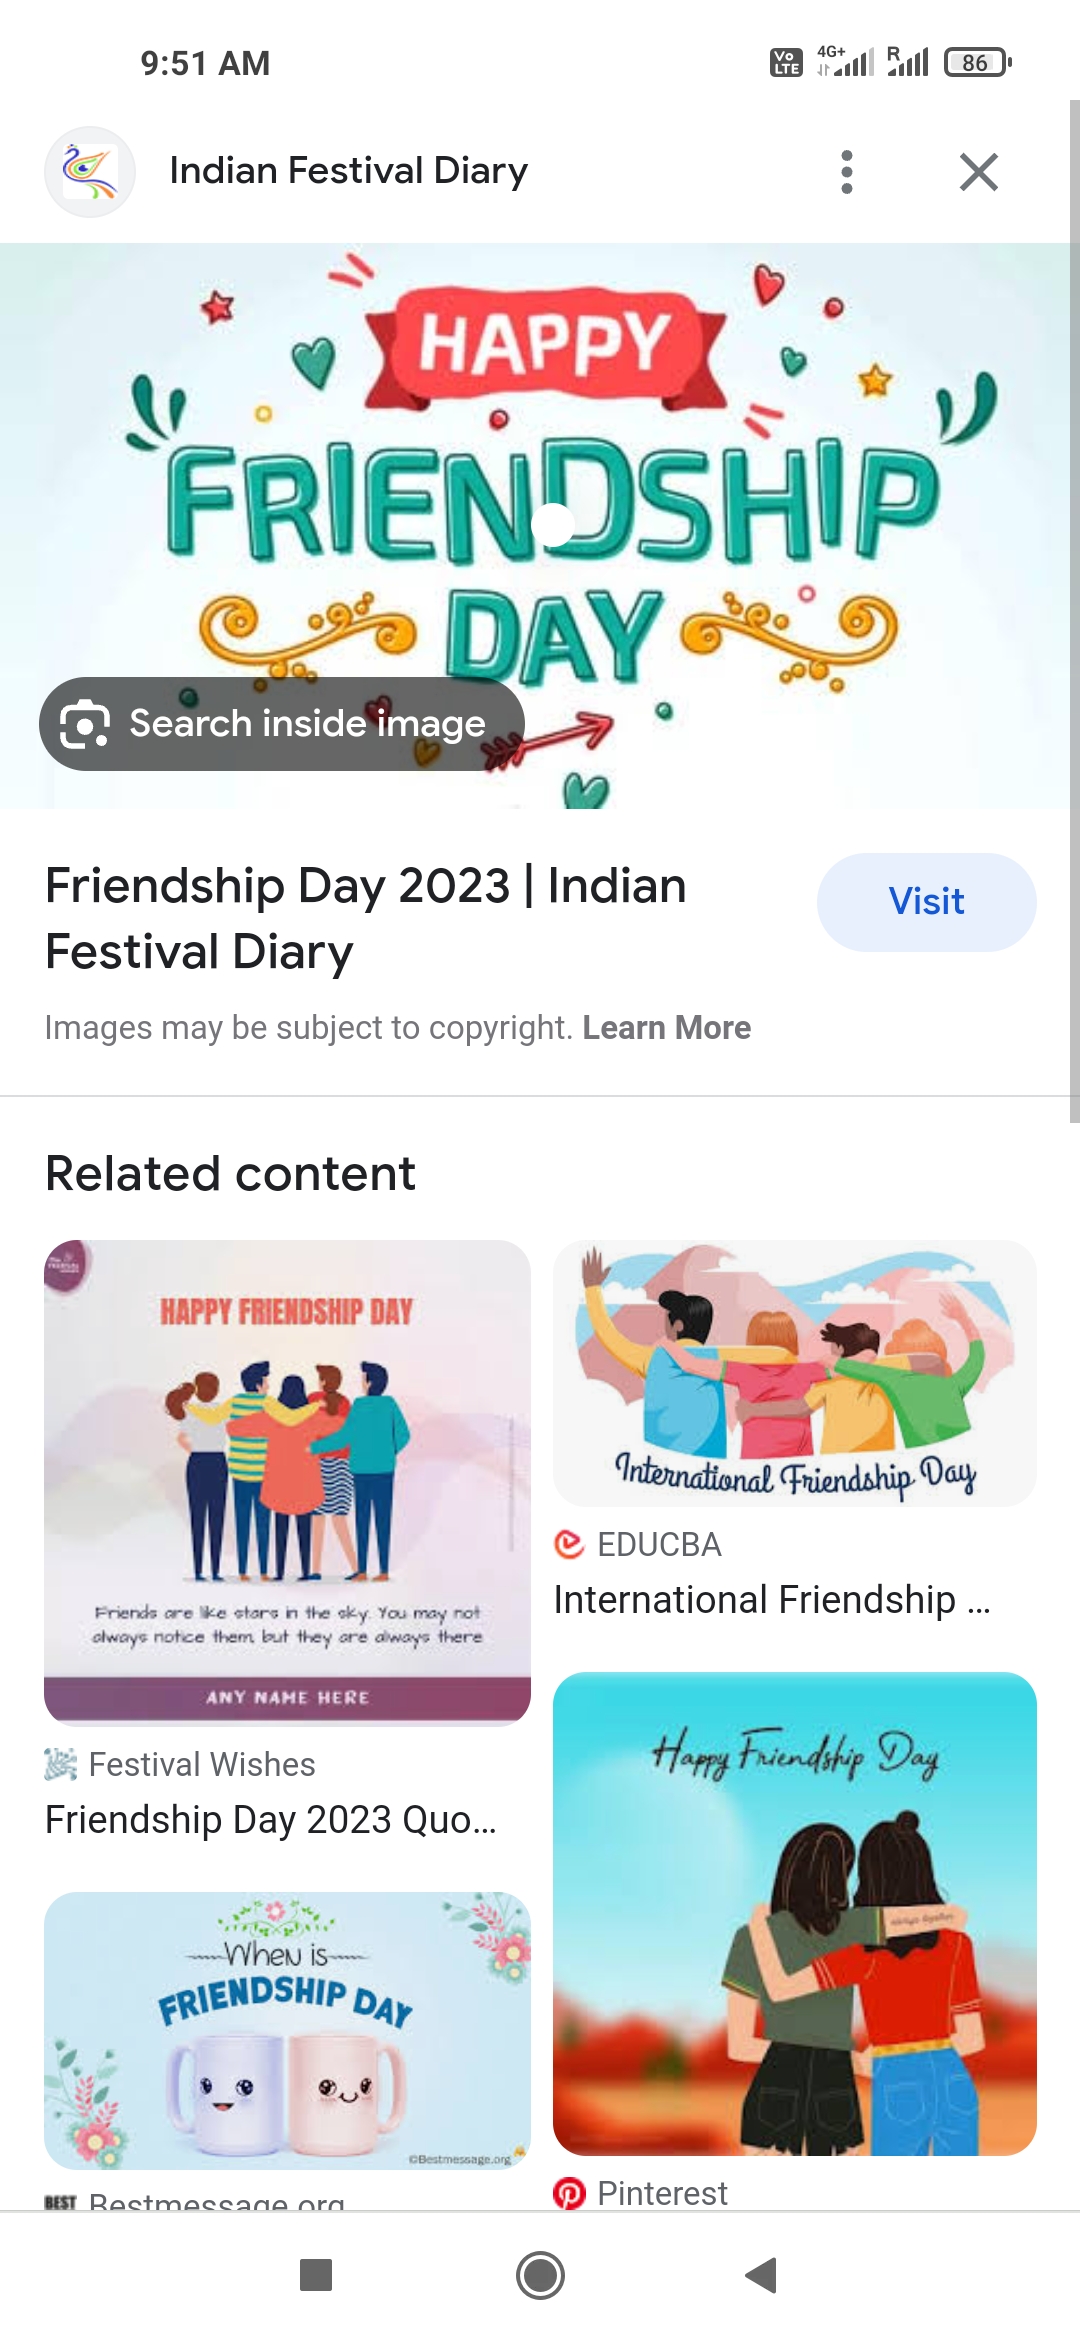 9:51 AM
Vo LTE 4G+ R 86
Indian Festival Diary
HAPPY
FRIENDSHIP
DAY
Search inside image
Friendship Day 2023 | Indian
Festival Diary
Visit
Images may be subject to copyright. Learn More
Related content
HAPPY FRIENDSHIP DAY
Friends are like stars in the sky. You may not
always notice them, but they are always there
ANY NAME HERE
Festival Wishes
Friendship Day 2023 Quo...
International Friendship Day
EDUCBA
International Friendship ...
When is
FRIENDSHIP DAY
©Bestmessage.org
BEST Bestmessage.org
Happy Friendship Day
always together
Pinterest